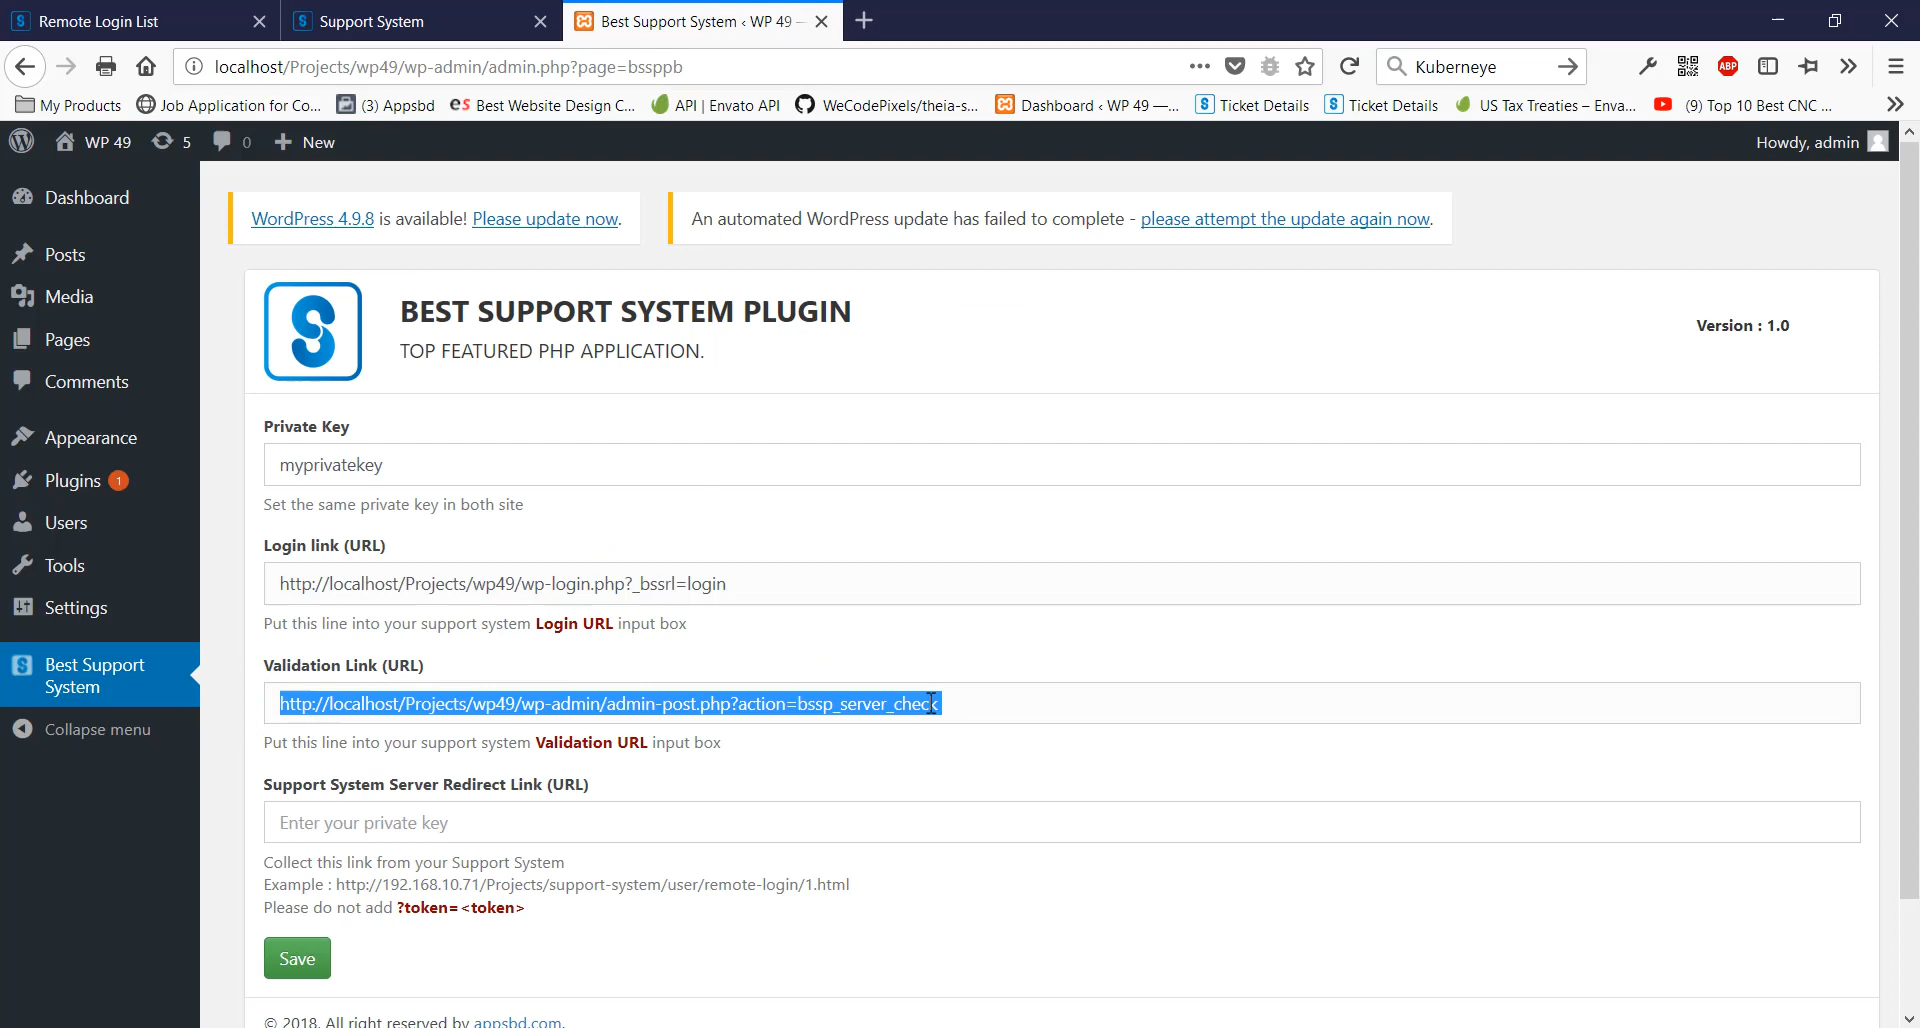 Remote Login List
Support System
Best Support System ‹ WP 49 —
localhost/Projects/wp49/wp-admin/admin.php?page=bssppb
Kuberneye
ABP
My Products
Job Application for Co...
(3) Appsbd
es Best Website Design C...
API | Envato API
WeCodePixels/theia-s...
Dashboard ‹ WP 49 —...
S Ticket Details
S Ticket Details
US Tax Treaties – Enva...
(9) Top 10 Best CNC ...
WP 49
5
0
New
Howdy, admin
Dashboard
Posts
Media
Pages
Comments
Appearance
Plugins 1
Users
Tools
Settings
Best Support
System
Collapse menu
WordPress 4.9.8 is available! Please update now.
An automated WordPress update has failed to complete - please attempt the update again now.
S
BEST SUPPORT SYSTEM PLUGIN
TOP FEATURED PHP APPLICATION.
Version : 1.0
Private Key
myprivatekey
Set the same private key in both site
Login link (URL)
http://localhost/Projects/wp49/wp-login.php?_bssrl=login
Put this line into your support system Login URL input box
Validation Link (URL)
http://localhost/Projects/wp49/wp-admin/admin-post.php?action=bssp_server_check
Put this line into your support system Validation URL input box
Support System Server Redirect Link (URL)
Enter your private key
Collect this link from your Support System
Example : http://192.168.10.71/Projects/support-system/user/remote-login/1.html
Please do not add ?token=<token>
Save
© 2018. All right reserved by appsbd.com.